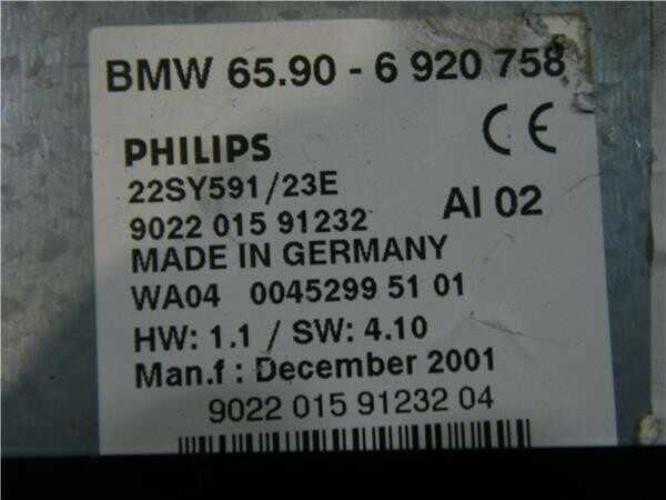 BMW 65.90 - 6 920 758
PHILIPS CE
22SY591/23E
9022 015 91232 AI 02
MADE IN GERMANY
WA04 0045299 51 01
HW: 1.1 / SW: 4.10
Man.f : December 2001
9022 015 91232 04